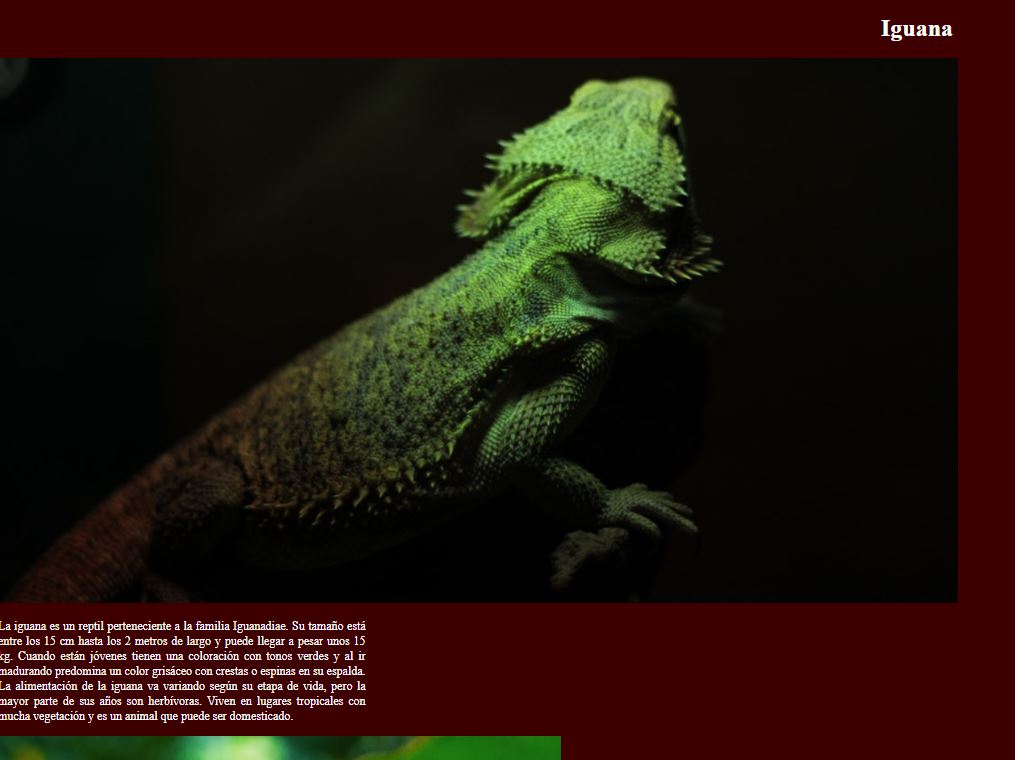 Iguana
La iguana es un reptil perteneciente a la familia Iguanadiae. Su tamaño está
entre los 15 cm hasta los 2 metros de largo y puede llegar a pesar unos 15
kg. Cuando están jóvenes tienen una coloración con tonos verdes y al ir
madurando predomina un color grisáceo con crestas o espinas en su espalda.
La alimentación de la iguana va variando según su etapa de vida, pero la
mayor parte de sus años son herbívoras. Viven en lugares tropicales con
mucha vegetación y es un animal que puede ser domesticado.